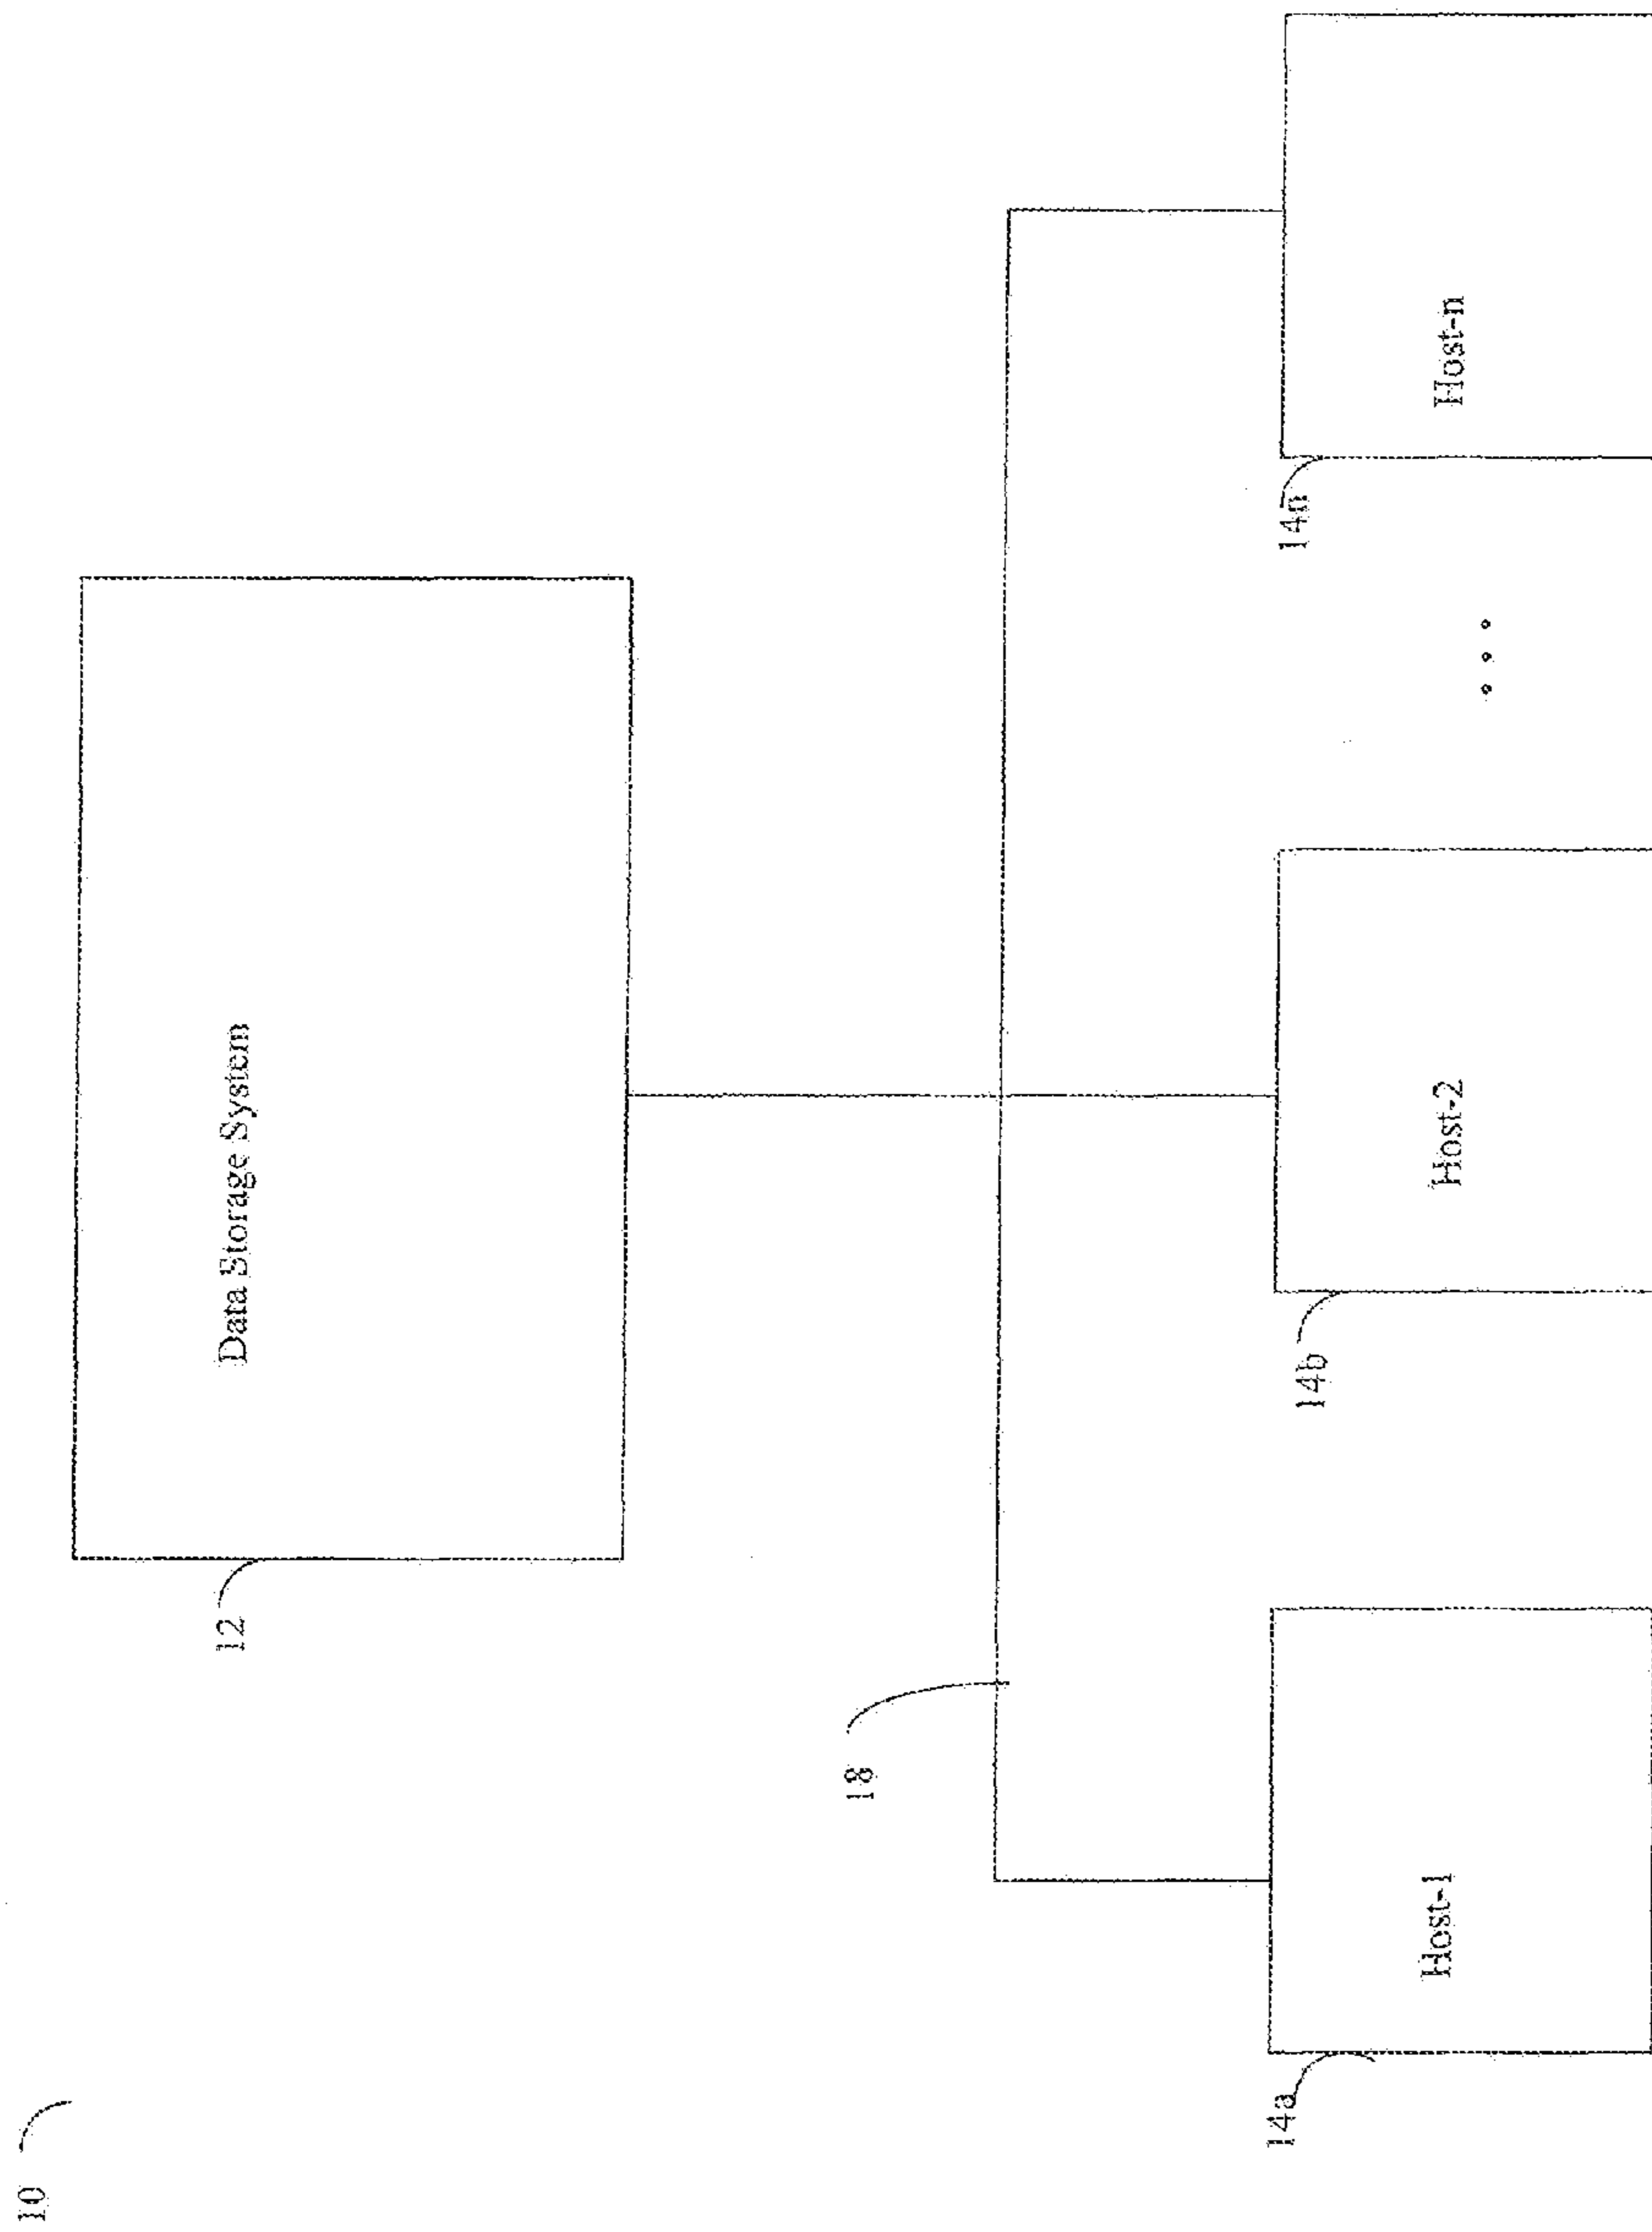 10
12
Data Storage System
18
14a
Host-1
14b
Host-2
14n
Host-n